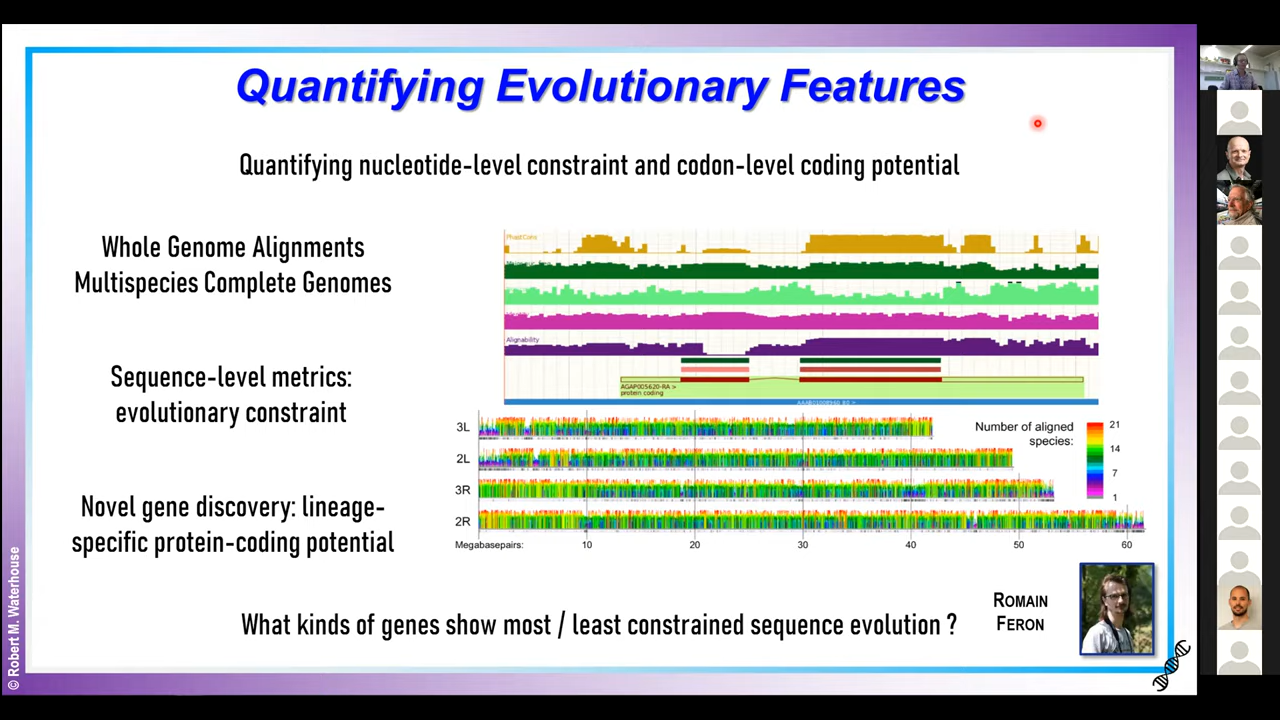 Quantifying Evolutionary Features
Quantifying nucleotide-level constraint and codon-level coding potential
Whole Genome Alignments
Multispecies Complete Genomes
Sequence-level metrics:
evolutionary constraint
Novel gene discovery: lineage-
specific protein-coding potential
PhastCons
Alignability
AGAP005620-RA >
protein coding
3L
2L
3R
2R
Number of aligned
species:
21
14
7
1
Megabasepairs:
10
20
30
40
50
60
What kinds of genes show most / least constrained sequence evolution ?
ROMAIN
FERON
© Robert M. Waterhouse